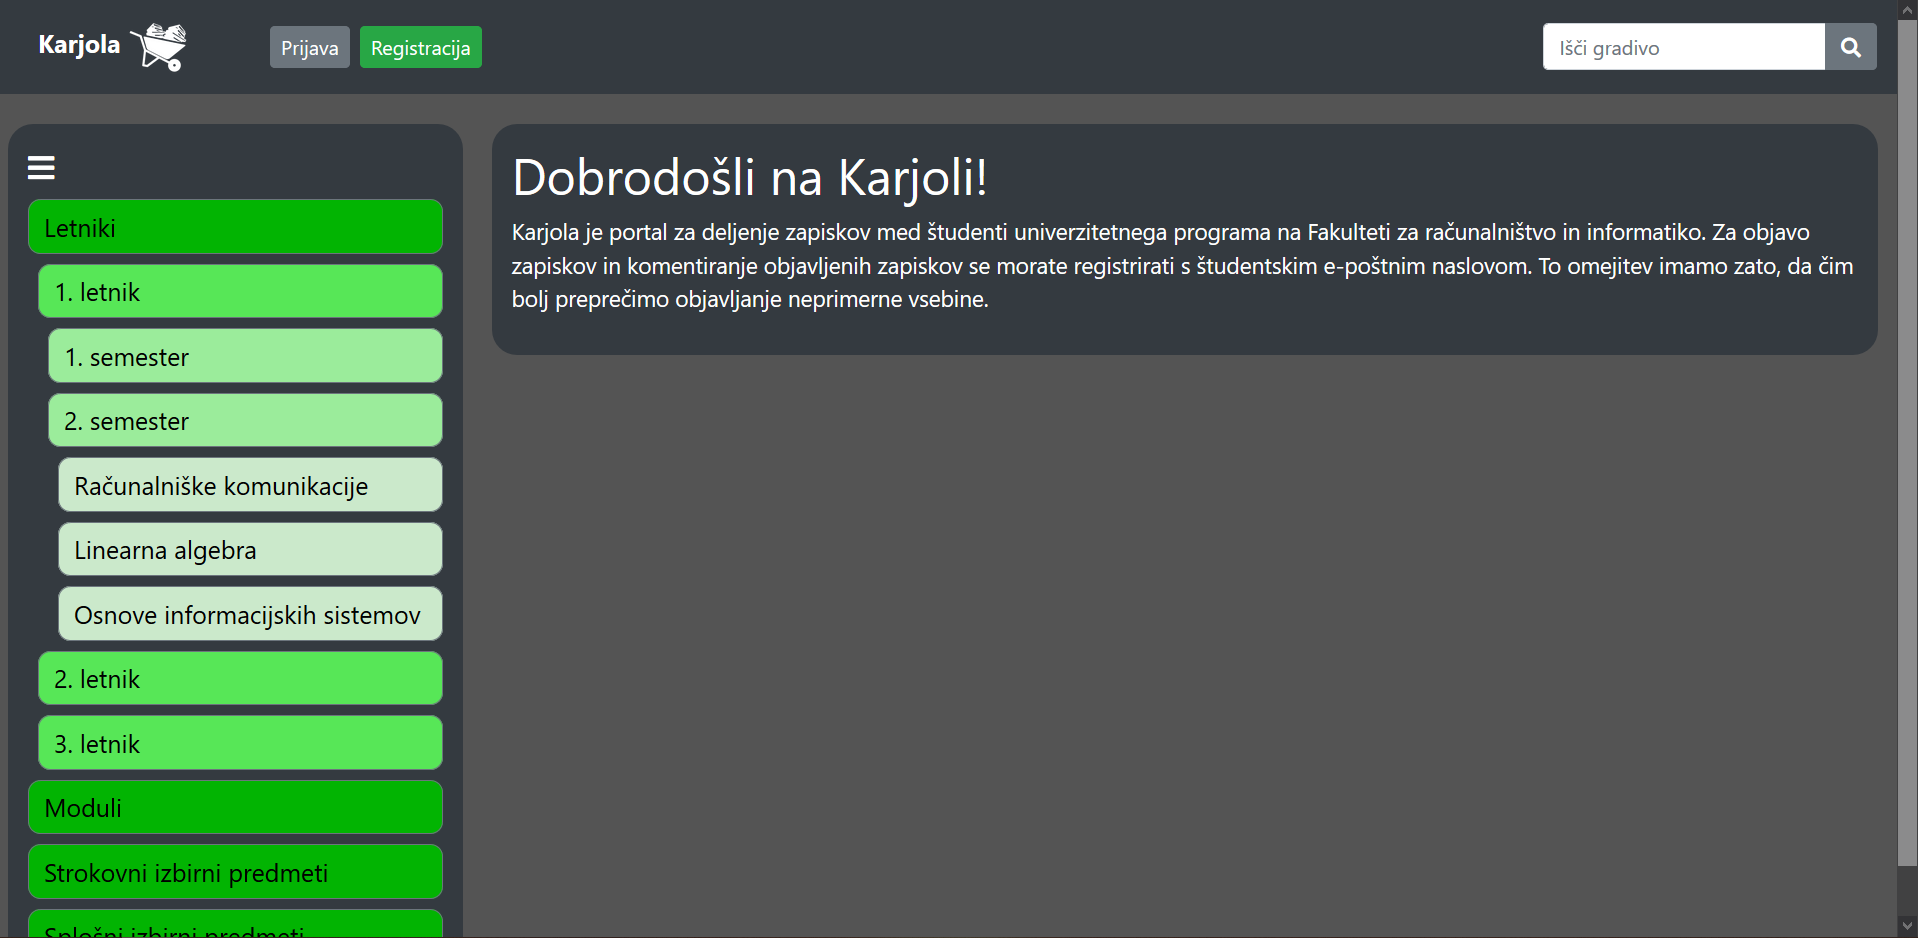 Karjola
Prijava
Registracija
Išči gradivo
Letniki
1. letnik
1. semester
2. semester
Računalniške komunikacije
Linearna algebra
Osnove informacijskih sistemov
2. letnik
3. letnik
Moduli
Strokovni izbirni predmeti
Splošni izbirni predmeti
Dobrodošli na Karjoli!
Karjola je portal za deljenje zapiskov med študenti univerzitetnega programa na Fakulteti za računalništvo in informatiko. Za objavo
zapiskov in komentiranje objavljenih zapiskov se morate registrirati s študentskim e-poštnim naslovom. To omejitev imamo zato, da čim
bolj preprečimo objavljanje neprimerne vsebine.